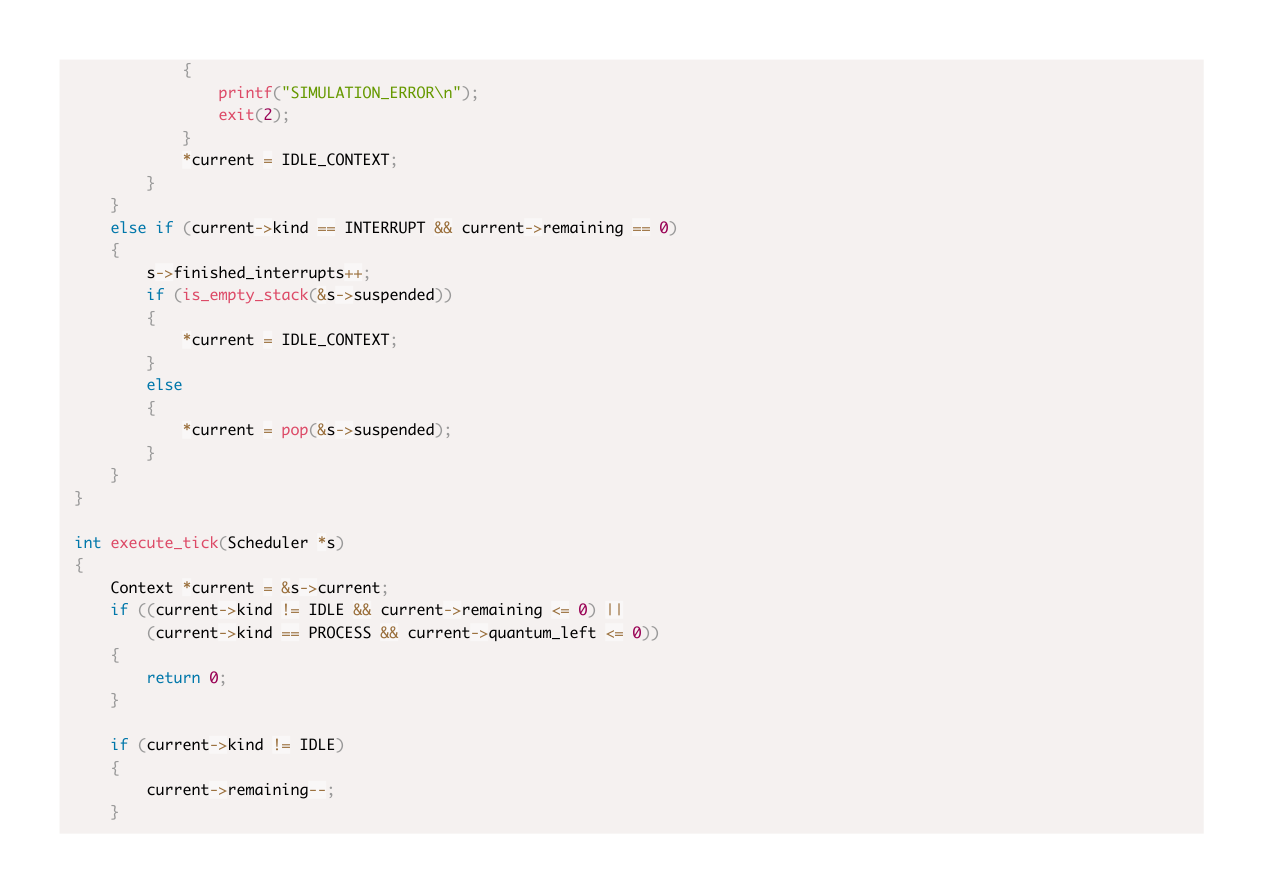 {
                printf("SIMULATION_ERROR\n");
                exit(2);
            }
            *current = IDLE_CONTEXT;
        }
    }
    else if (current->kind == INTERRUPT && current->remaining == 0)
    {
        s->finished_interrupts++;
        if (is_empty_stack(&s->suspended))
        {
            *current = IDLE_CONTEXT;
        }
        else
        {
            *current = pop(&s->suspended);
        }
    }
}

int execute_tick(Scheduler *s)
{
    Context *current = &s->current;
    if ((current->kind != IDLE && current->remaining <= 0) ||
        (current->kind == PROCESS && current->quantum_left <= 0))
    {
        return 0;
    }

    if (current->kind != IDLE)
    {
        current->remaining--;
    }